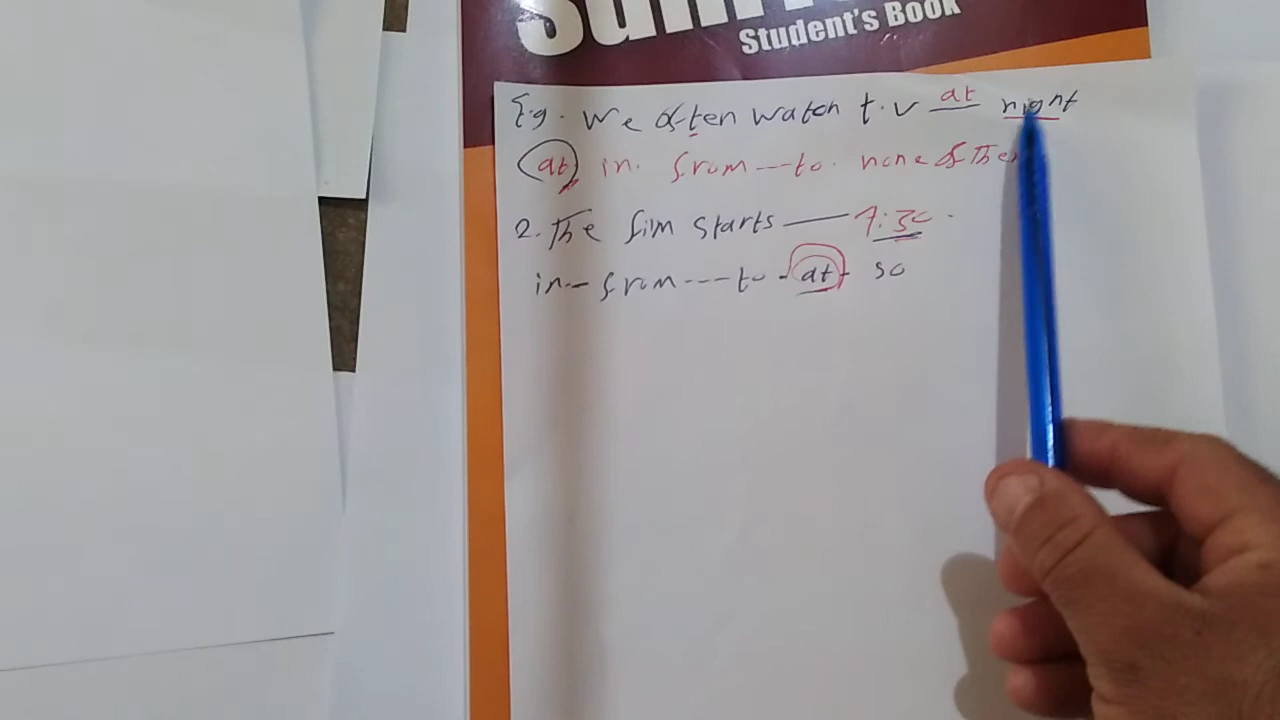 Student's Book
E.g. We often watch t.v at night
at in. from---to. none of them
2. The fim starts —— 7:30.
in-- from---to - at - so